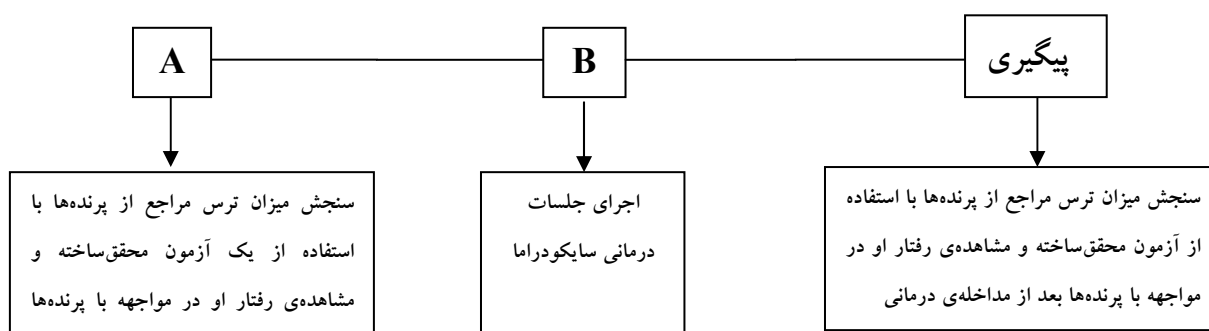 A
B
پیگیری
سنجش میزان ترس مراجع از پرنده‌ها با
استفاده از یک آزمون محقق‌ساخته و
مشاهده‌ی رفتار او در مواجهه با پرنده‌ها
اجرای جلسات
درمانی سایکودراما
سنجش میزان ترس مراجع از پرنده‌ها با استفاده
از آزمون محقق‌ساخته و مشاهده‌ی رفتار او در
مواجهه با پرنده‌ها بعد از مداخله‌ی درمانی